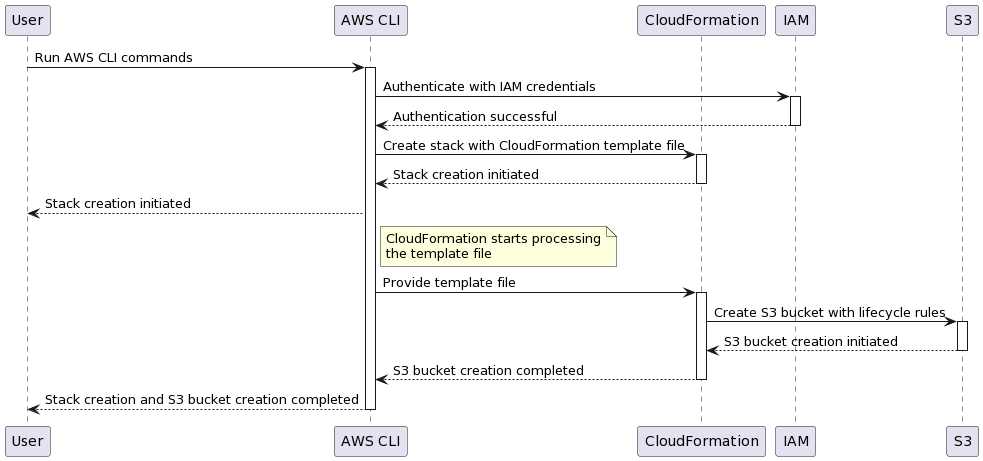 User
AWS CLI
CloudFormation
IAM
S3
Run AWS CLI commands
Authenticate with IAM credentials
Authentication successful
Create stack with CloudFormation template file
Stack creation initiated
Stack creation initiated
CloudFormation starts processing
the template file
Provide template file
Create S3 bucket with lifecycle rules
S3 bucket creation initiated
S3 bucket creation completed
Stack creation and S3 bucket creation completed
User
AWS CLI
CloudFormation
IAM
S3